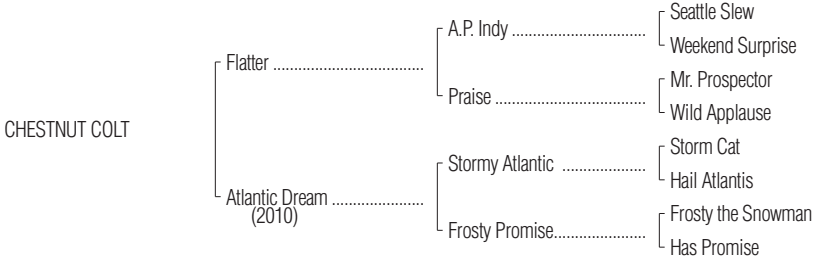 Seattle Slew
A.P. Indy ..................................
Weekend Surprise
Flatter ......................................
Mr. Prospector
Praise ......................................
Wild Applause
CHESTNUT COLT
Storm Cat
Stormy Atlantic .....................
Hail Atlantis
Atlantic Dream .......................
(2010)
Frosty the Snowman
Frosty Promise.......................
Has Promise